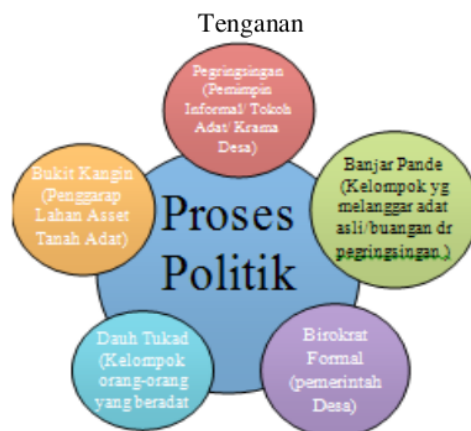 Tenganan
Pegringsingan
(Pemimpin
Informal/ Tokoh
Adat/ Krama
Desa)
Bukit Kangin
(Penggarap
Lahan Asset
Tanah Adat)
Banjar Pande
(Kelompok yg
melanggar adat
asli/buangan dr
pegringsingan )
Proses
Politik
Dauh Tukad
(Kelompok
orang-orang
yang beradat
Birokrat
Formal
(pemerintah
Desa)